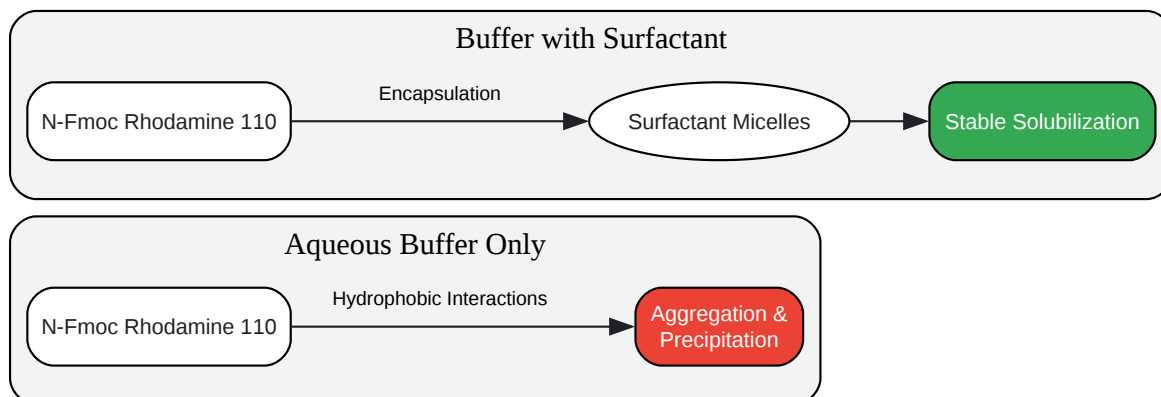 Buffer with Surfactant
N-Fmoc Rhodamine 110
Encapsulation
Surfactant Micelles
Stable Solubilization
Aqueous Buffer Only
N-Fmoc Rhodamine 110
Hydrophobic Interactions
Aggregation &
Precipitation